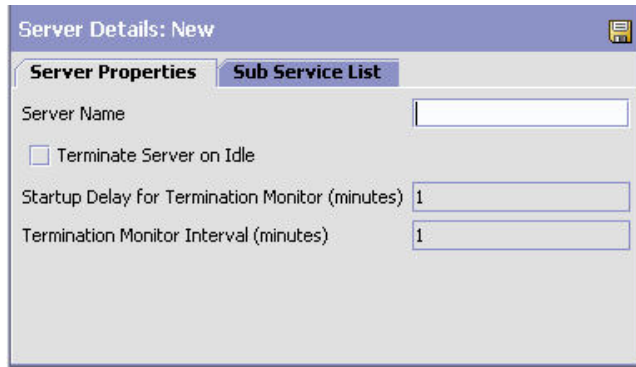 Server Details: New
Server Properties Sub Service List
Server Name
Terminate Server on Idle
Startup Delay for Termination Monitor (minutes) 1
Termination Monitor Interval (minutes) 1